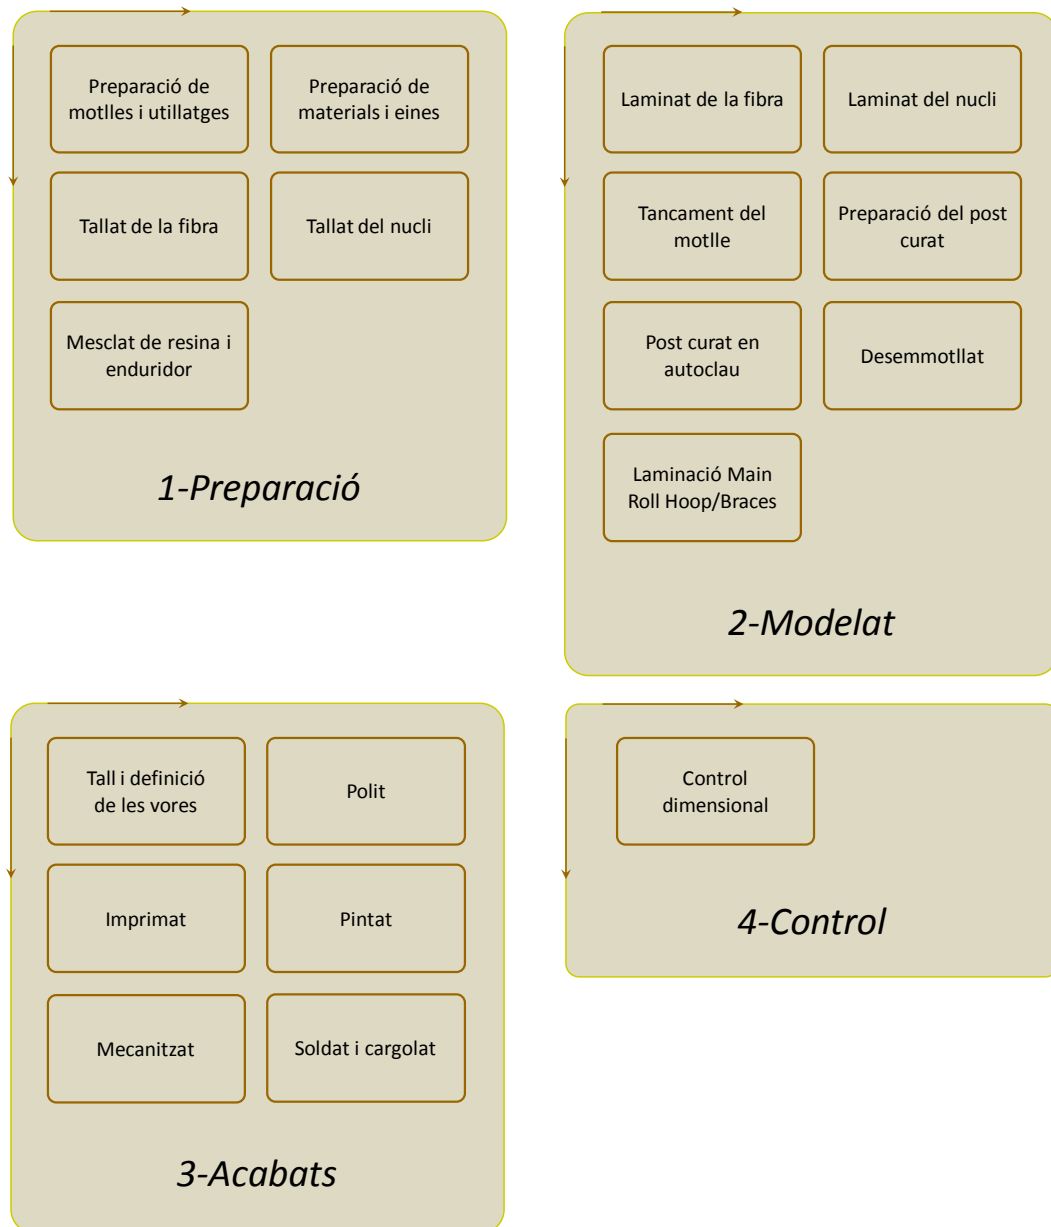 Preparació de
motlles i utillatges
Preparació de
materials i eines
Tallat de la fibra
Tallat del nucli
Mesclat de resina i
enduridor
1-Preparació
Laminat de la fibra
Laminat del nucli
Tancament del
motlle
Preparació del post
curat
Post curat en
autoclau
Desemmotllat
Laminació Main
Roll Hoop/Braces
2-Modelat
Tall i definició
de les vores
Polit
Imprimat
Pintat
Mecanitzat
Soldat i cargolat
3-Acabats
Control
dimensional
4-Control